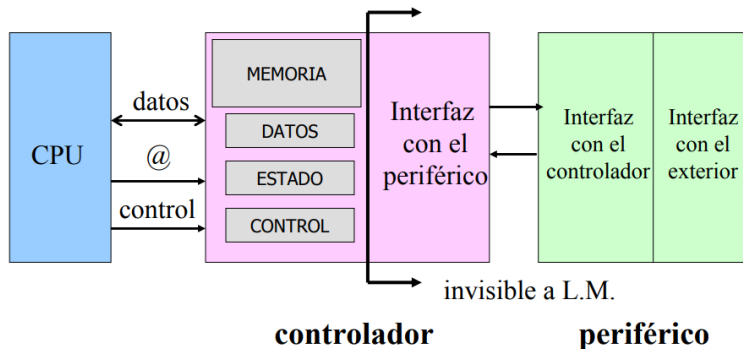 CPU
datos
@
control
MEMORIA
DATOS
ESTADO
CONTROL
Interfaz
con el
periférico
Interfaz
con el
controlador
Interfaz
con el
exterior
invisible a L.M.
controlador
periférico